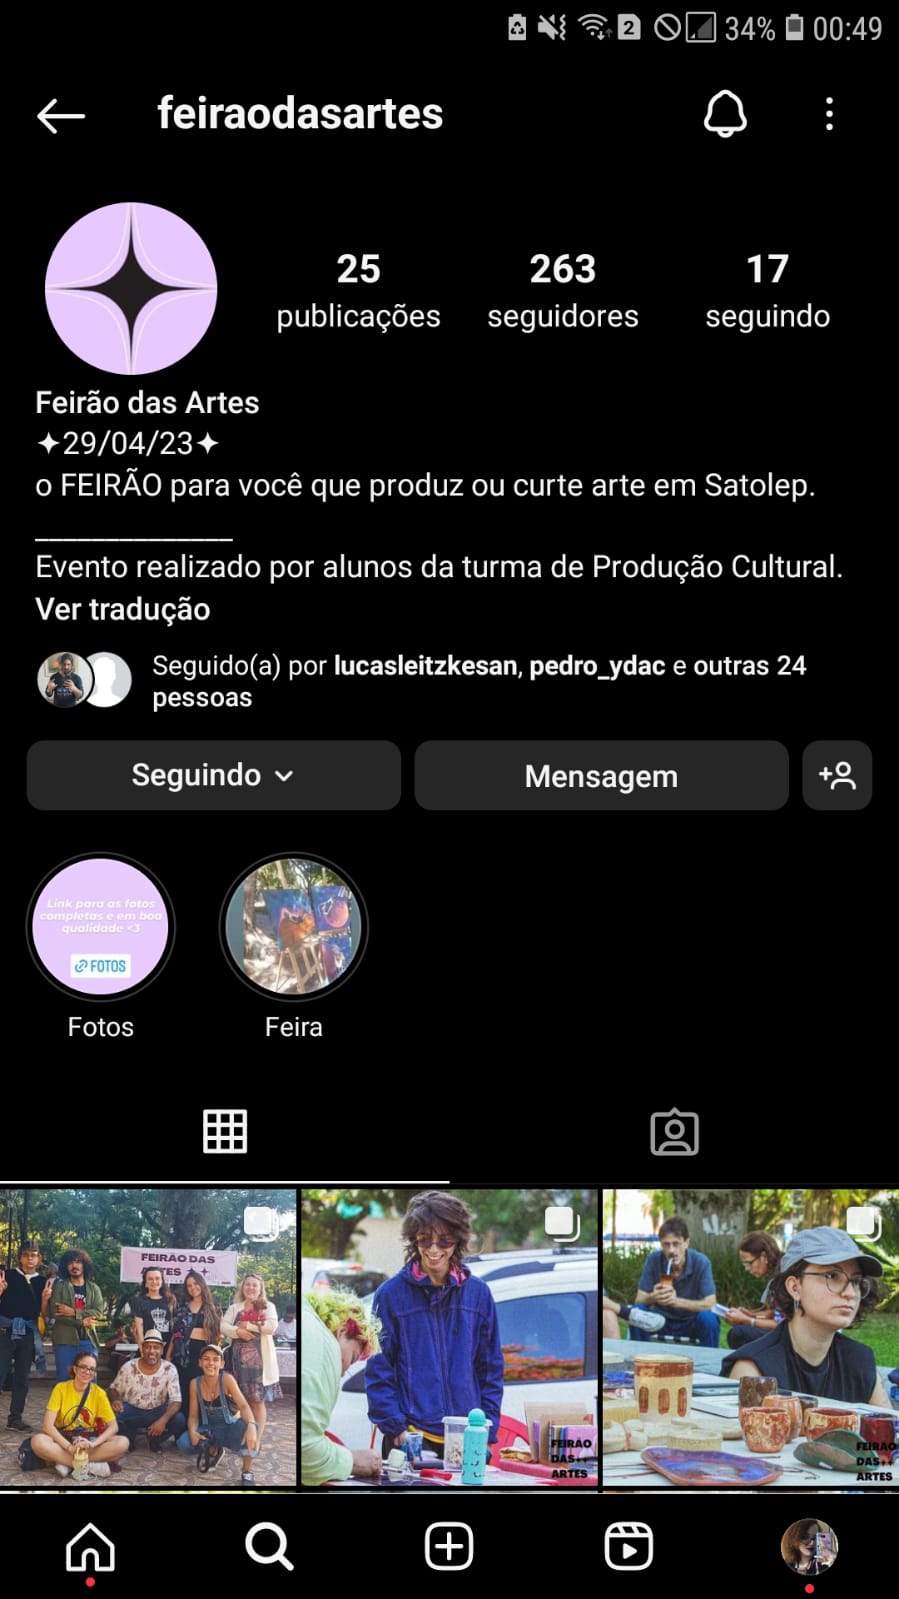 2 34% 00:49
feiraodasartes
25 263 17
publicações seguidores seguindo
Feirão das Artes
✦29/04/23✦
o FEIRÃO para você que produz ou curte arte em Satolep.
______________
Evento realizado por alunos da turma de Produção Cultural.
Ver tradução
Seguido(a) por lucasleitzkesan, pedro_ydac e outras 24
pessoas
Seguindo Mensagem
Link para as fotos
completas e em boa
qualidade <3
FOTOS
Fotos Feira
FEIRÃO DAS
ARTES ✦ ✦
FEIRÃO
DAS✦✦
ARTES
FEIRÃO
DAS✦✦
ARTES